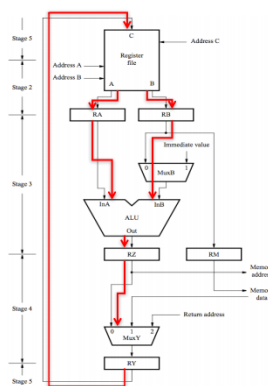 Stage 5
C
Register
file
Address C
Address A
Address B
A
B
Stage 2
RA
RB
Immediate value
0
1
MuxB
Stage 3
InA
InB
ALU
Out
RZ
RM
Memo
addre
Memo
data
Stage 4
Return address
0
1
2
MuxY
RY
Stage 5